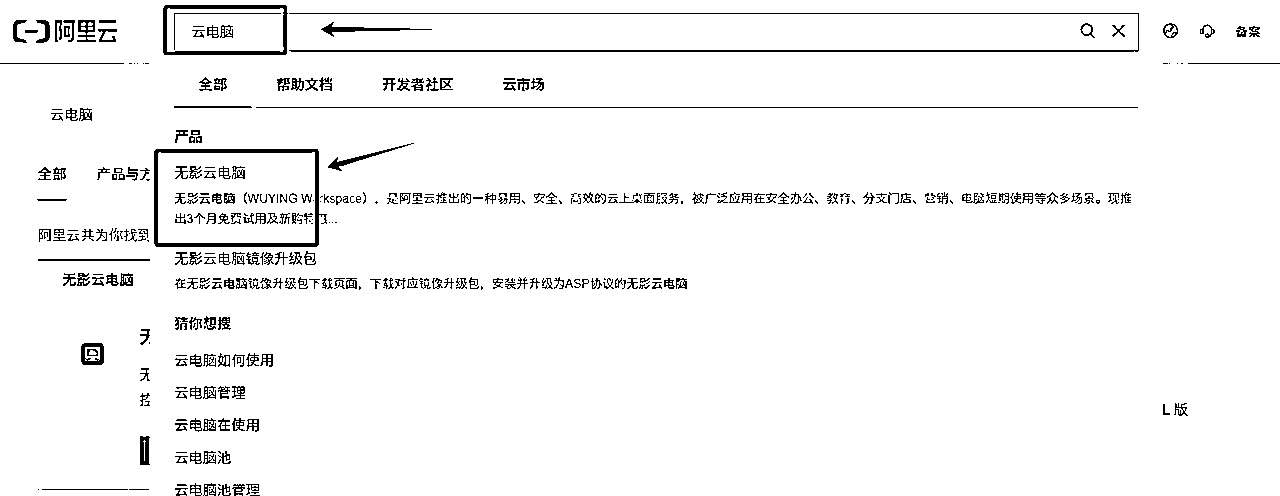 阿里云
云电脑
备案
全部 帮助文档 开发者社区 云市场
云电脑
产品
全部 产品与方
无影云电脑
无影云电脑（WUYING Workspace），是阿里云推出的一种易用、安全、高效的云上桌面服务，被广泛应用在安全办公、教育、分支门店、营销、电脑短期使用等众多场景。现推
出3个月免费试用及新购特惠...
阿里云共为你找到
无影云电脑镜像升级包
无影云电脑
在无影云电脑镜像升级包下载页面，下载对应镜像升级包，安装并升级为ASP协议的无影云电脑
猜你想搜
无
云电脑如何使用
无
云电脑管理
控
L 版
云电脑在使用
云电脑池
云电脑池管理